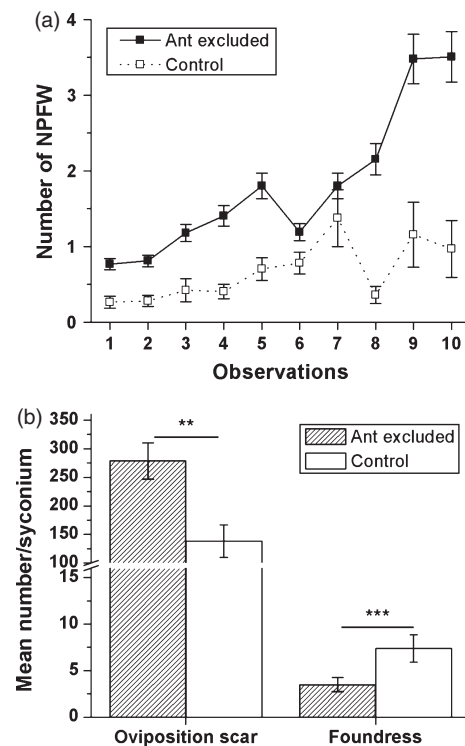 (a)
Ant excluded
Control
Number of NPFW
4
3
2
1
0
1 2 3 4 5 6 7 8 9 10
Observations
(b)
Ant excluded
Control
Mean number/syconium
350
300
250
200
150
100
15
10
5
0
**
***
Oviposition scar Foundress